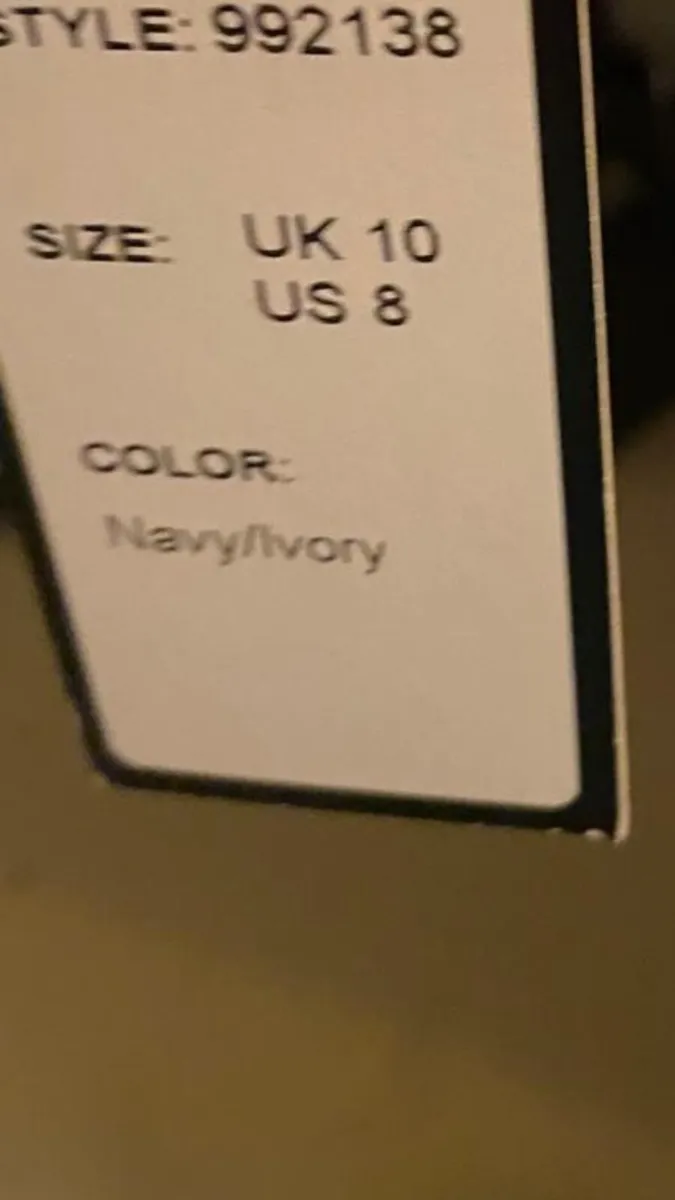 STYLE: 992138
SIZE: UK 10
US 8
COLOR:
Navy/Ivory